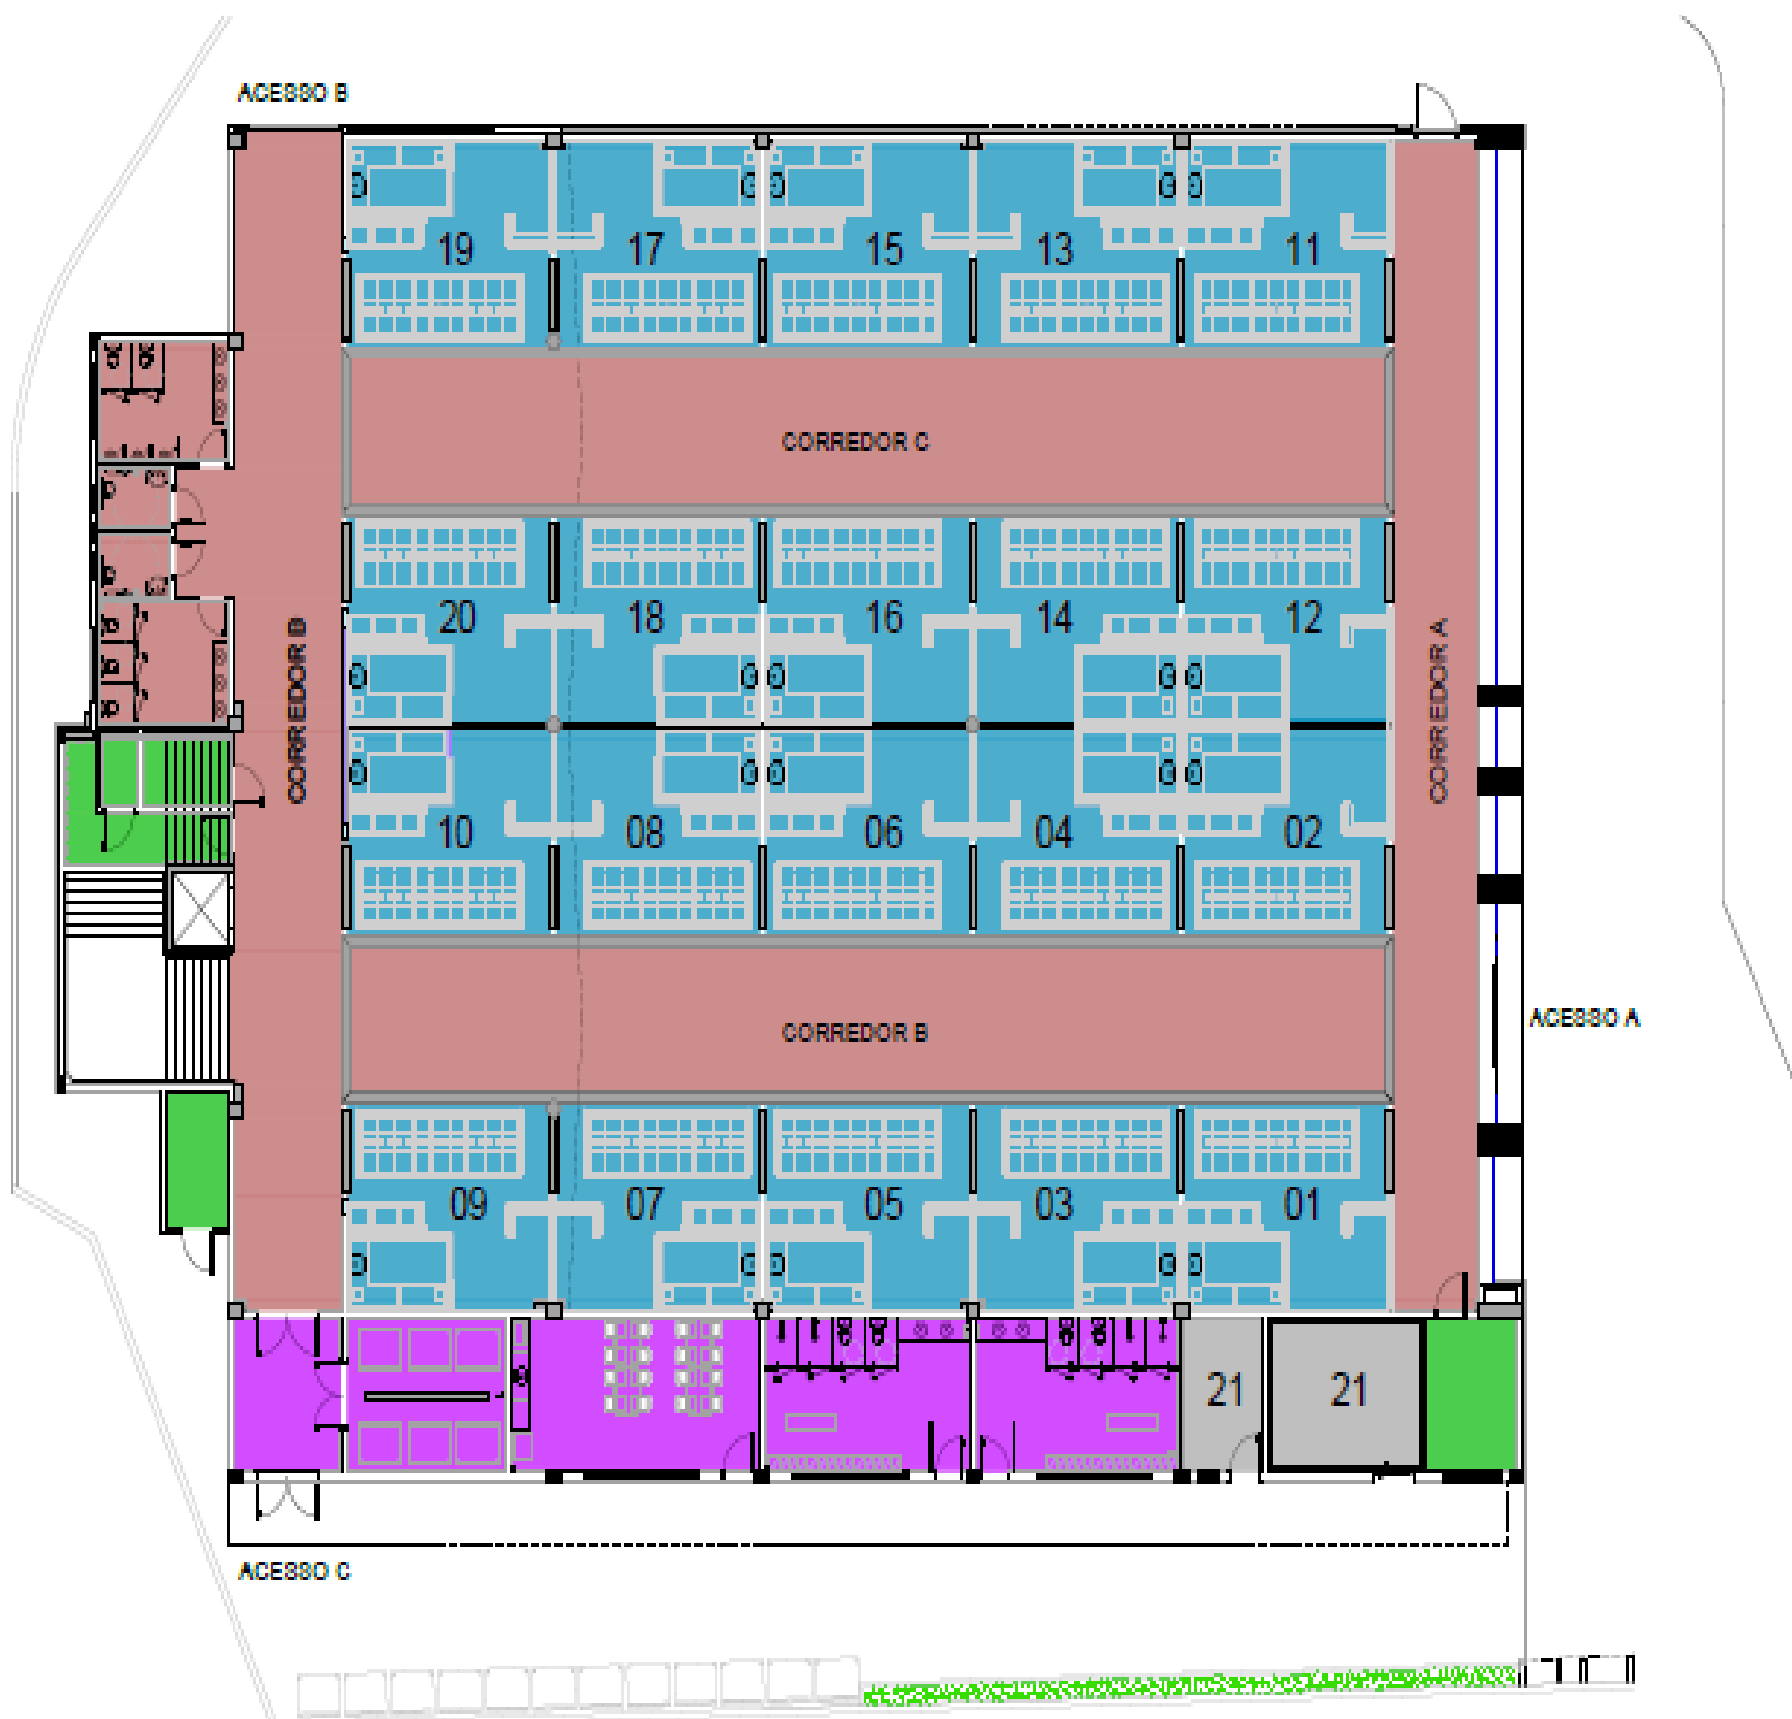 ACESSO B
19 17 15 13 11
CORREDOR C
20 18 16 14 12
CORREDOR B
CORREDOR A
10 08 06 04 02
ACESSO A
CORREDOR B
09 07 05 03 01
21 21
ACESSO C